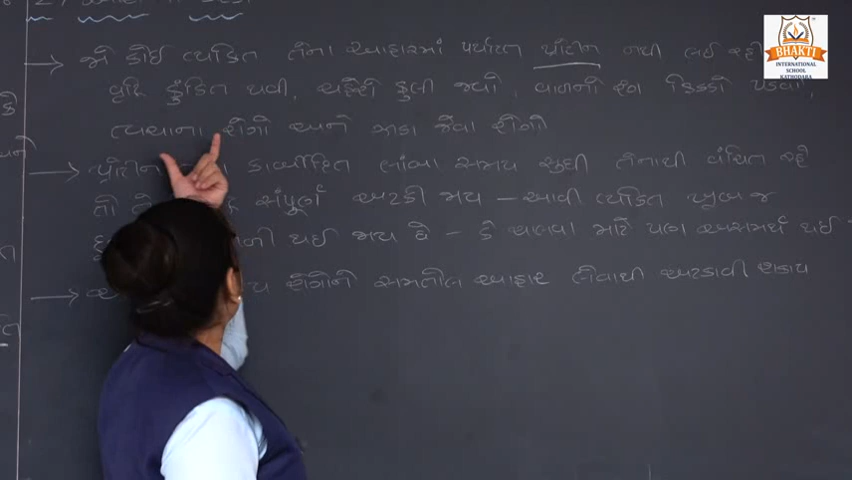 → જો કોઈ વ્યક્તિ તેના આહારમાં પર્યાપ્ત પ્રોટીન નથી લઈ રહી
વૃદ્ધિ કુંઠિત થવી, ચહેરો ફુલી જવો, વાળનો રંગ ફિક્કો પડવો,
ત્વચાના રોગો અને ઝાડા જેવા રોગો
→ પ્રોટીન કાર્બોદિત લાંબા સમય સુધી તેનાથી વંચિત રહે
તો સંપૂર્ણ અટકી જાય – આવી વ્યક્તિ ખુબ જ
થઈ જાય છે – કે ચાલવા માટે પણ અસમર્થ થઈ
→ રોગોને સમતોલ આહાર લેવાથી અટકાવી શકાય
BHAKTI
INTERNATIONAL
SCHOOL
KATHODARA